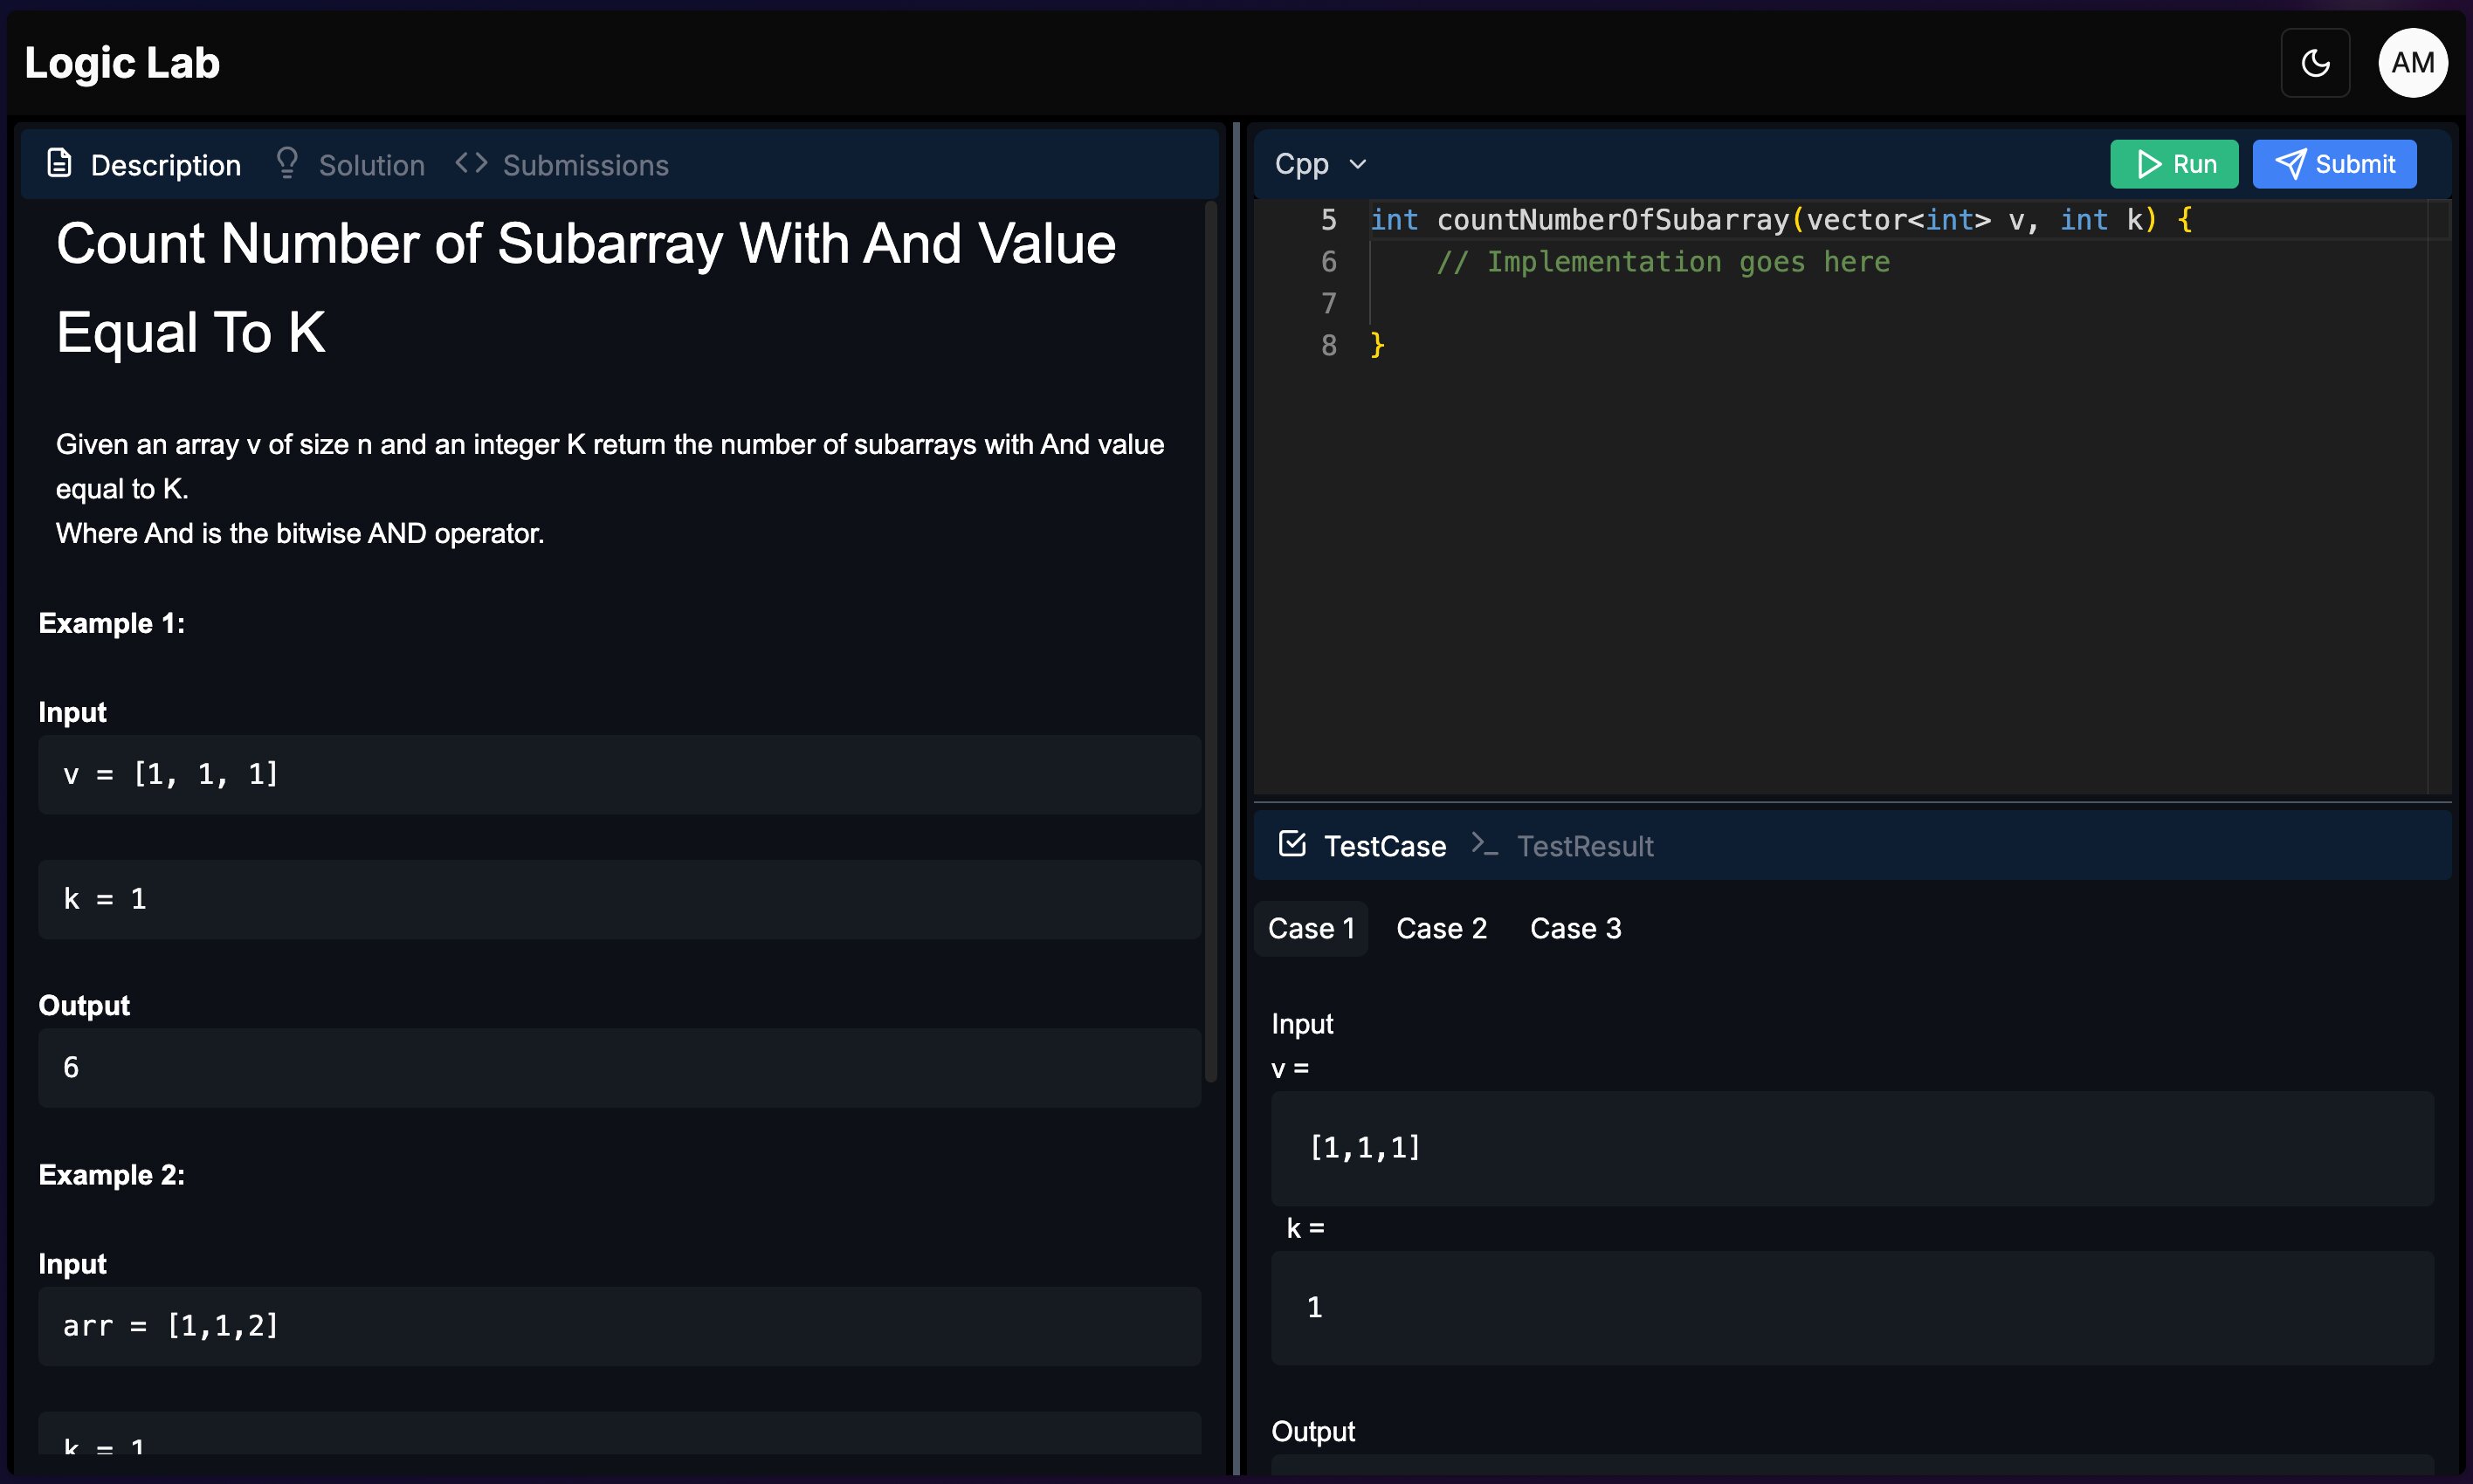 Logic Lab
AM
Description Solution Submissions
Count Number of Subarray With And Value
Equal To K
Given an array v of size n and an integer K return the number of subarrays with And value
equal to K.
Where And is the bitwise AND operator.
Example 1:
Input
v = [1, 1, 1]
k = 1
Output
6
Example 2:
Input
arr = [1,1,2]
k = 1
Cpp Run Submit
5 int countNumberOfSubarray(vector<int> v, int k) {
6 // Implementation goes here
7
8 }
TestCase TestResult
Case 1 Case 2 Case 3
Input
v =
[1,1,1]
k =
1
Output